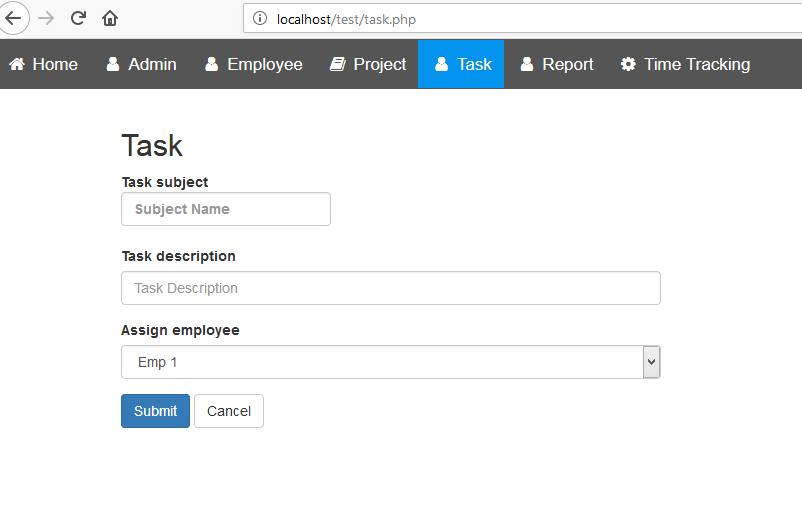 localhost/test/task.php
Home Admin Employee Project Task Report Time Tracking
Task
Task subject
Subject Name
Task description
Task Description
Assign employee
Emp 1
Submit Cancel